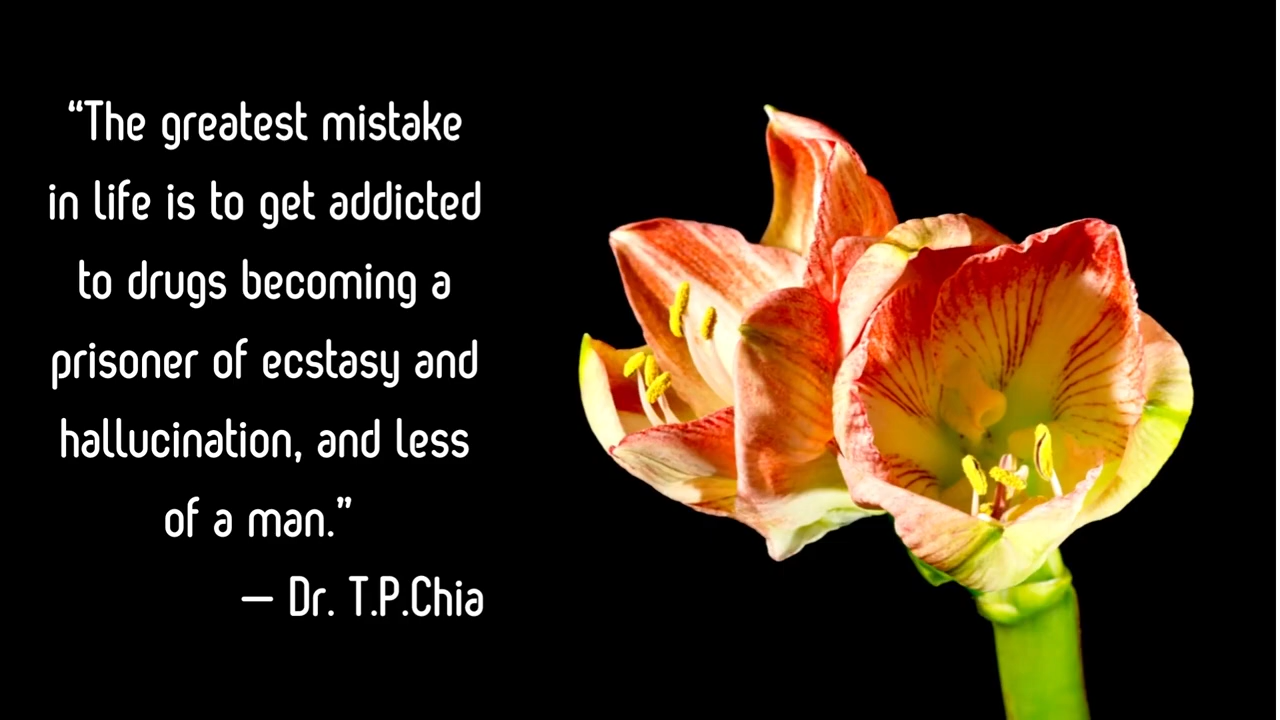 “The greatest mistake
in life is to get addicted
to drugs becoming a
prisoner of ecstasy and
hallucination, and less
of a man.”
— Dr. T.P.Chia